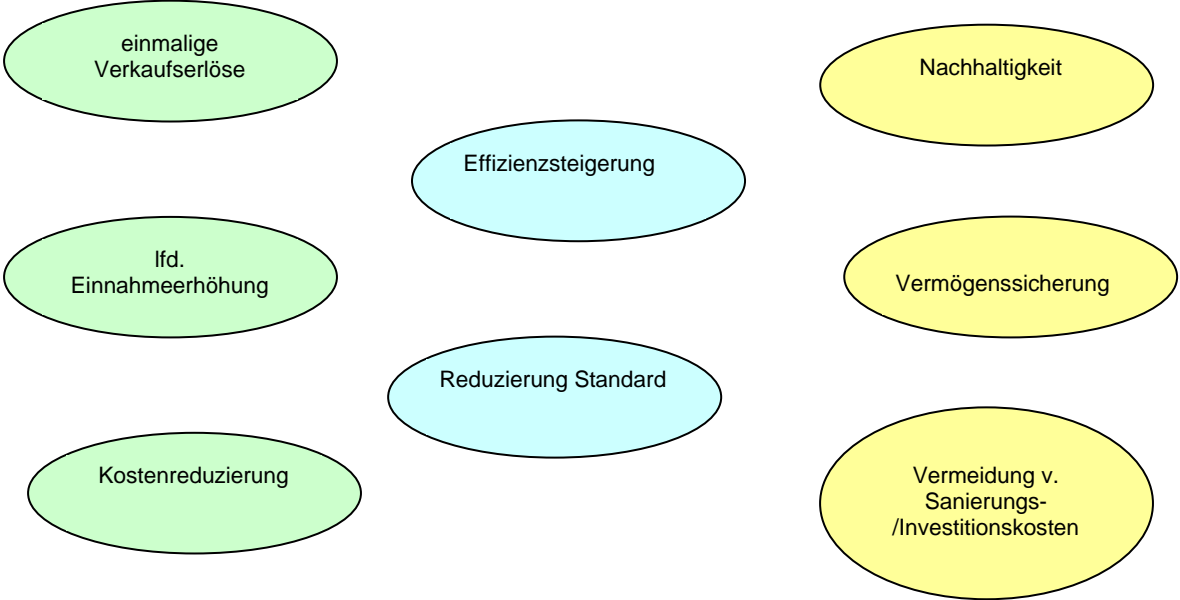 einmalige
Verkaufserlöse
lfd.
Einnahmeerhöhung
Kostenreduzierung
Effizienzsteigerung
Reduzierung Standard
Nachhaltigkeit
Vermögenssicherung
Vermeidung v.
Sanierungs-
/Investitionskosten